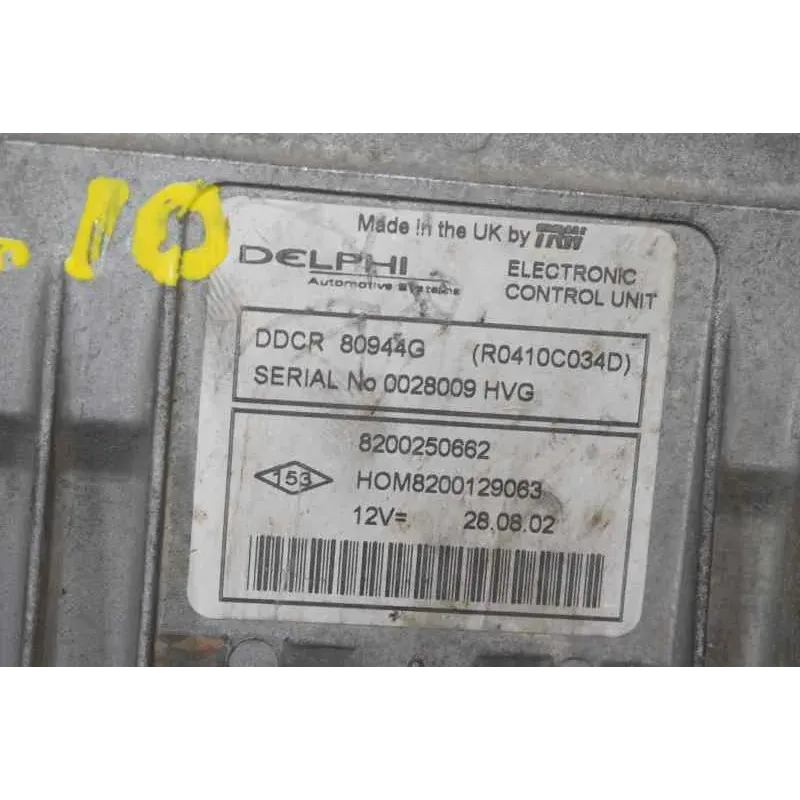 10
Made in the UK by TRW
DELPHI
Automotive Systems
ELECTRONIC
CONTROL UNIT
DDCR 80944G (R0410C034D)
SERIAL No 0028009 HVG
8200250662
153
HOM8200129063
12V= 28.08.02